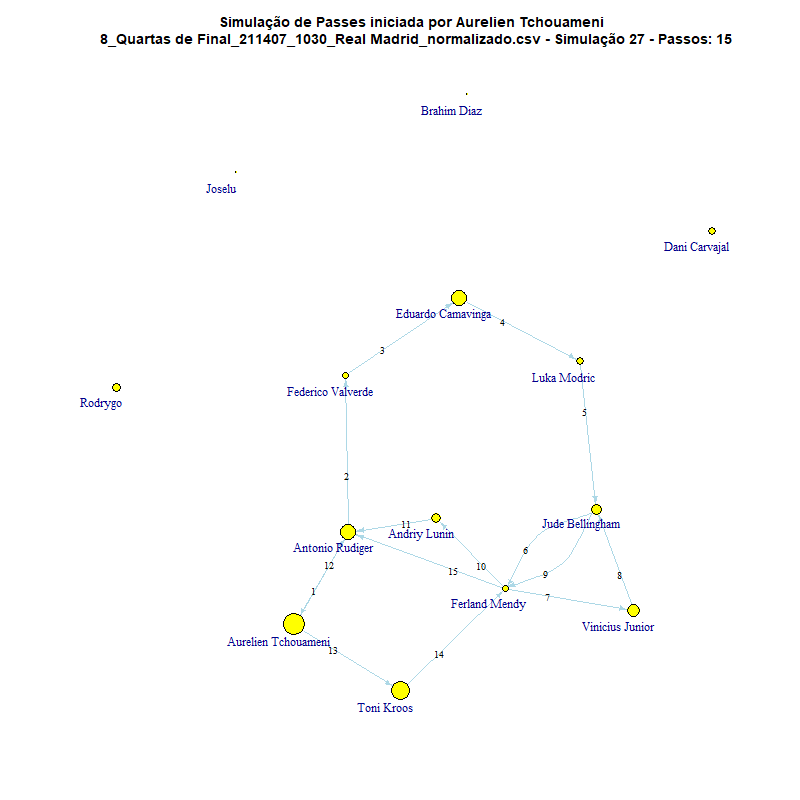 Simulação de Passes iniciada por Aurelien Tchouameni
8_Quartas de Final_211407_1030_Real Madrid_normalizado.csv - Simulação 27 - Passos: 15
Brahim Diaz
Joselu
Dani Carvajal
Eduardo Camavinga
4
3
Luka Modric
Federico Valverde
Rodrygo
5
2
Jude Bellingham
11
Andriy Lunin
Antonio Rudiger
6
12
10
15
9
8
1
7
Ferland Mendy
Vinicius Junior
Aurelien Tchouameni
13
14
Toni Kroos